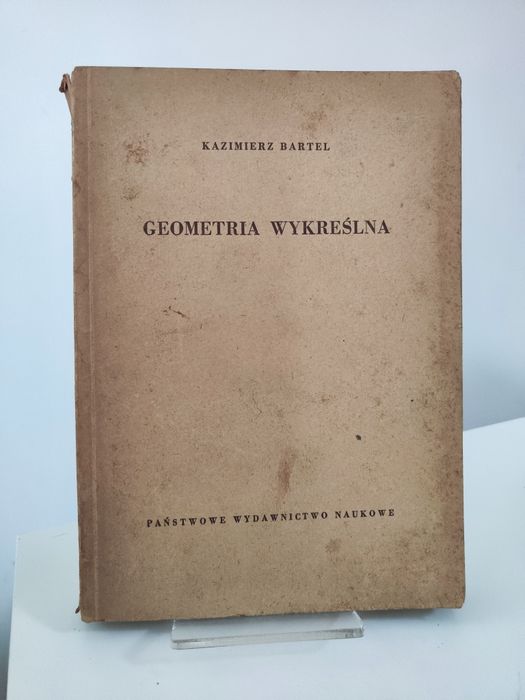 KAZIMIERZ BARTEL
GEOMETRIA WYKREŚLNA
PAŃSTWOWE WYDAWNICTWO NAUKOWE